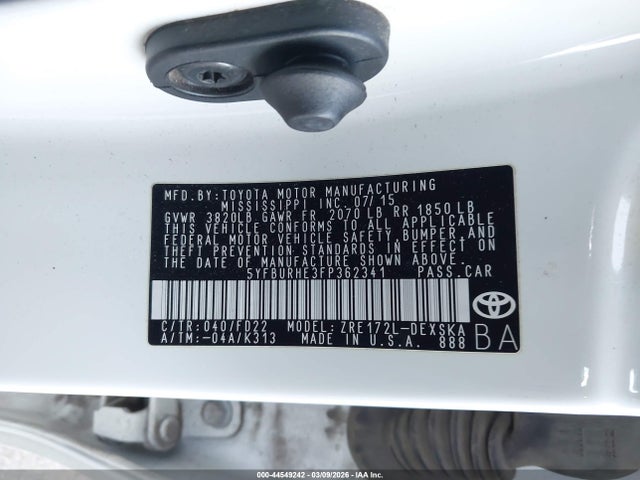 MFD. BY: TOYOTA MOTOR MANUFACTURING
MISSISSIPPI INC. 07/15
GVWR 3820LB GAWR FR 2070 LB RR 1850 LB
THIS VEHICLE CONFORMS TO ALL APPLICABLE
FEDERAL MOTOR VEHICLE SAFETY, BUMPER, AND
THEFT PREVENTION STANDARDS IN EFFECT ON
THE DATE OF MANUFACTURE SHOWN ABOVE.
5YFBURHE3FP362341 PASS. CAR
C/TR: 040/FD22 MODEL: ZRE172L-DEXSKA
A/TM: -04A/K313 MADE IN U.S.A. 888
BA
000-44549242 - 03/09/2026 - IAA Inc.